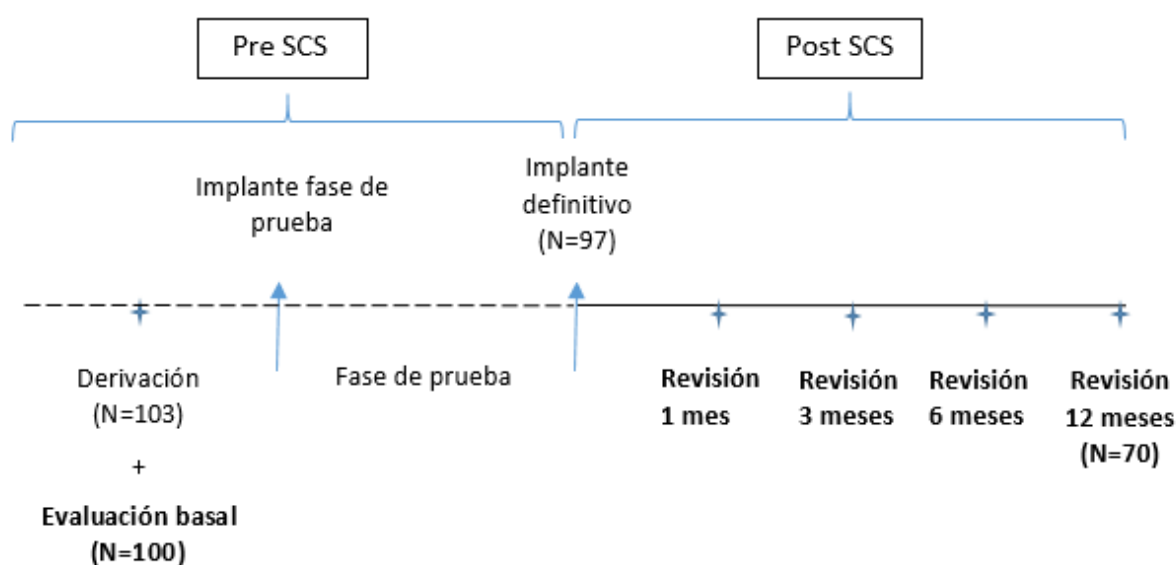 Pre SCS
Post SCS
Implante fase de
prueba
Implante
definitivo
(N=97)
Derivación
(N=103)
+
Evaluación basal
(N=100)
Fase de prueba
Revisión
1 mes
Revisión
3 meses
Revisión
6 meses
Revisión
12 meses
(N=70)